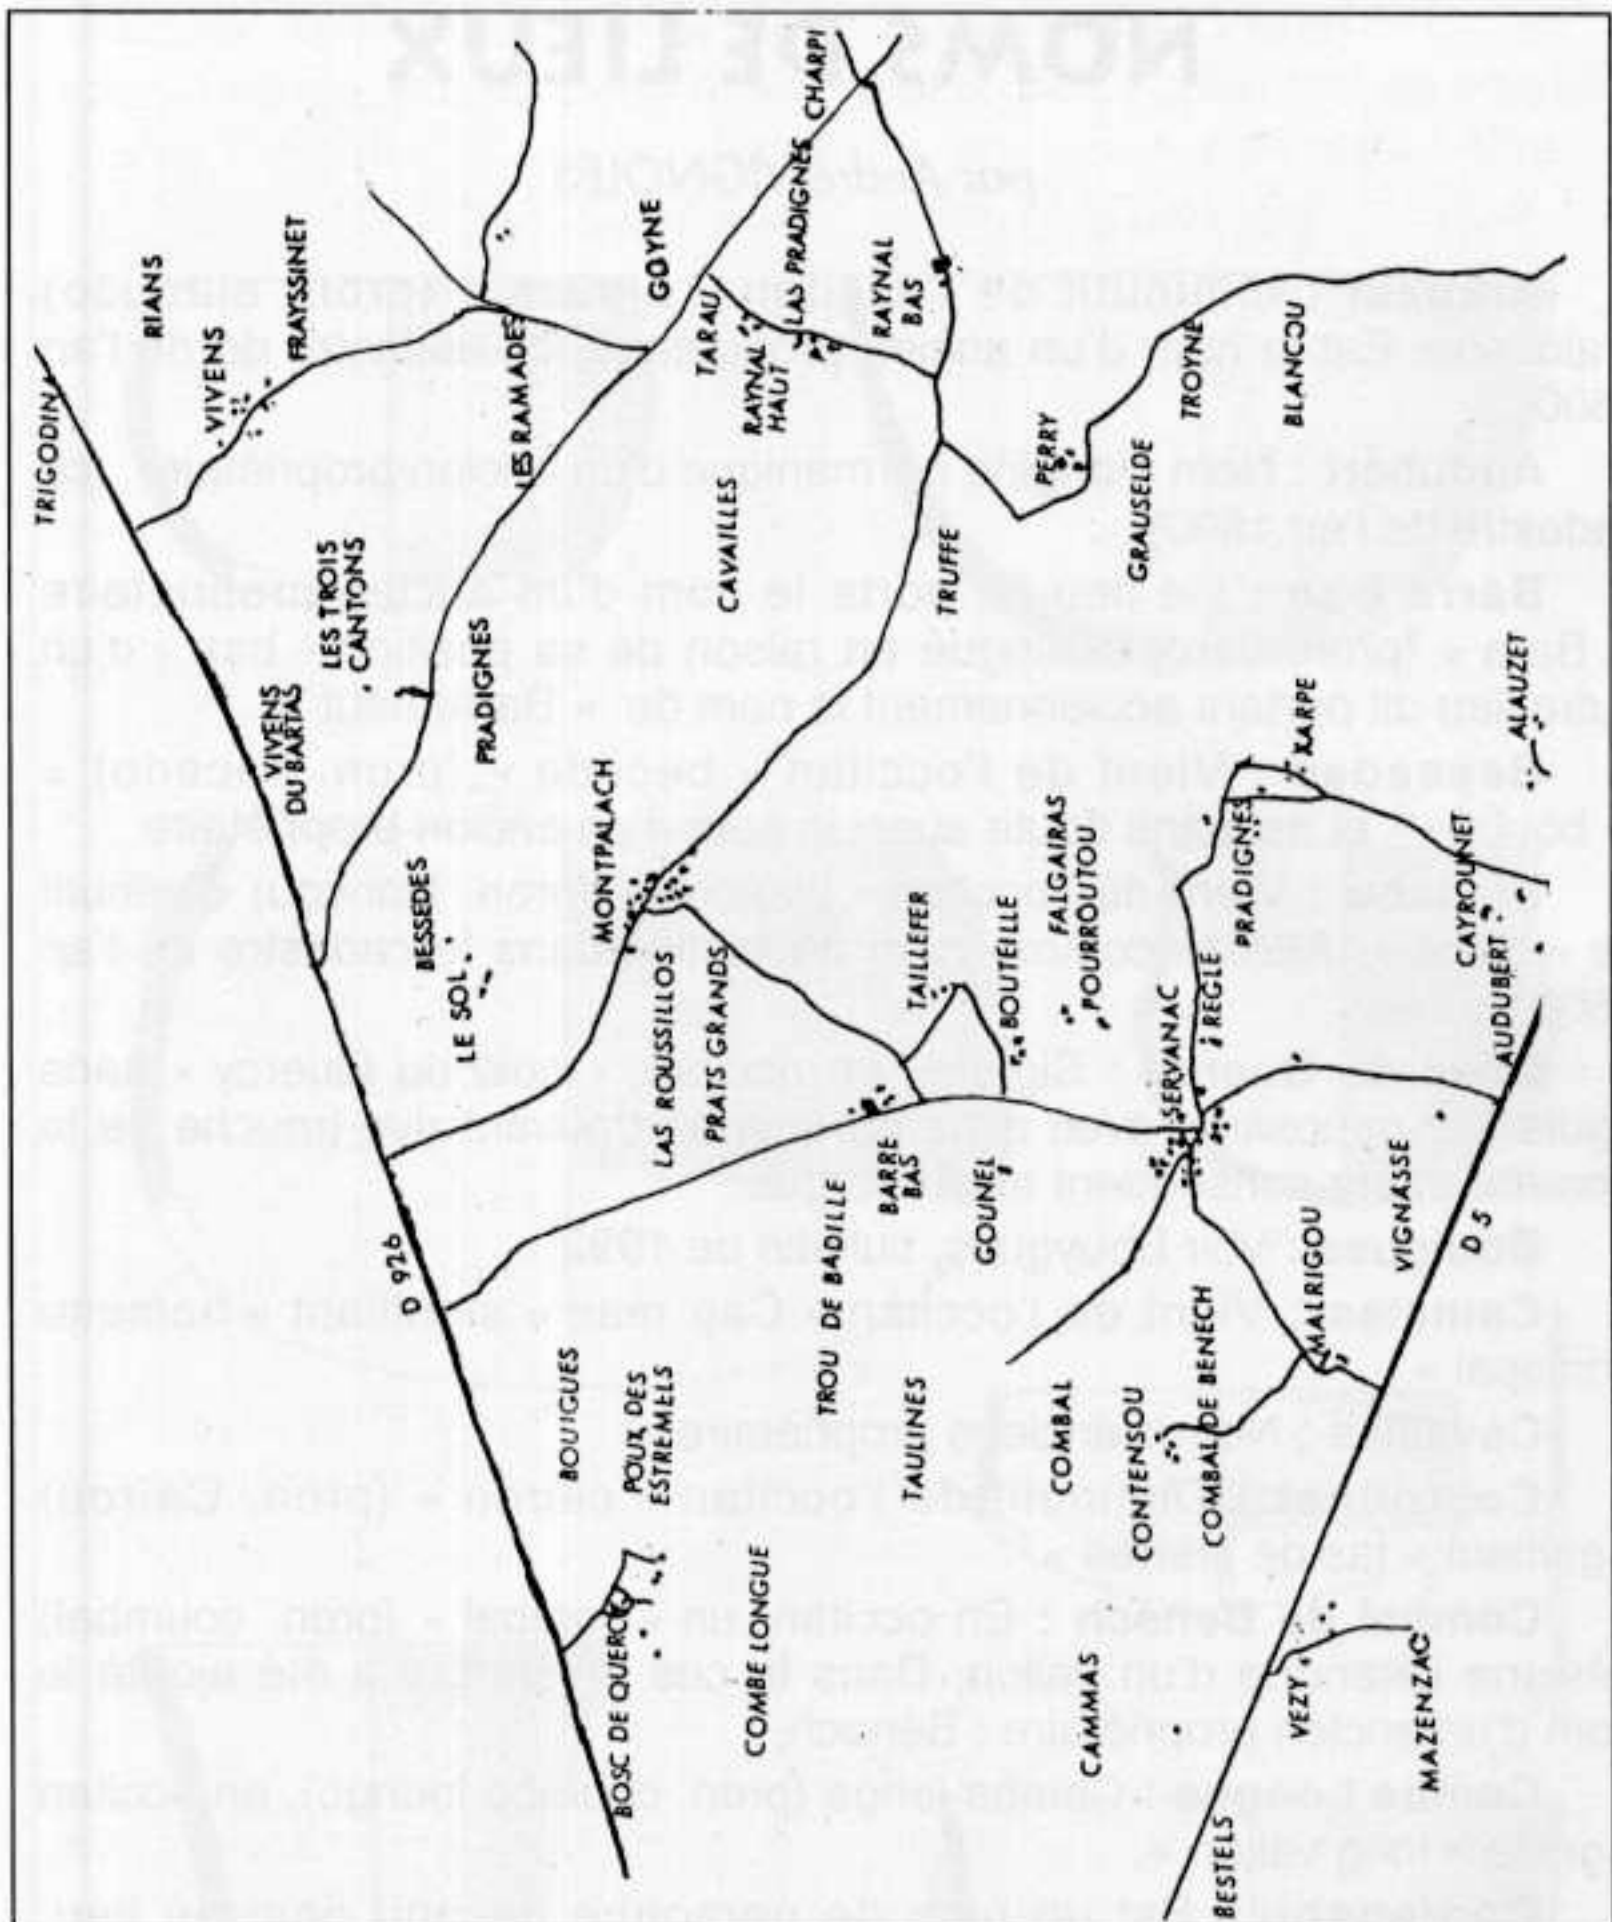 TRIGODINA
RIANS
VIVENS
FRAYSSINET
LES TROIS
CANTONS
VIVENS
DU BARTAS
LES RAMADES
GOYNE
PRADIGNES
TARAU
RAYNAL
HAUT
LAS PRADIGNES
CHARPI
RAYNAL
BAS
CAVAILLES
TRUFFE
PERRY
GRAUSELDE
TROYNE
BLANCOU
BESSEDES
LE SOL
MONTPALACH
LAS ROUSSILLOS
PRATS GRANDS
TAILLEFER
BOUTEILLE
FALGAIRAS
POURROUTOU
PRADIGNES
XARPE
ALAUZET
CAYROUNET
AUDUBERT
REGLE
SERVANAC
D 926
BARRE
BAS
GOUNEL
TROU DE BADAILLE
TAULINES
BOUIGUES
POUX DES
ESTREMELS
BOSC DE QUERCY
COMBE LONGUE
COMBAL
CONTENSOU
COMBAL DE BENECH
MALRIGOU
VIGNASSE
D 5
CAMMAS
VEZY
MAZENZAC
BESTELS